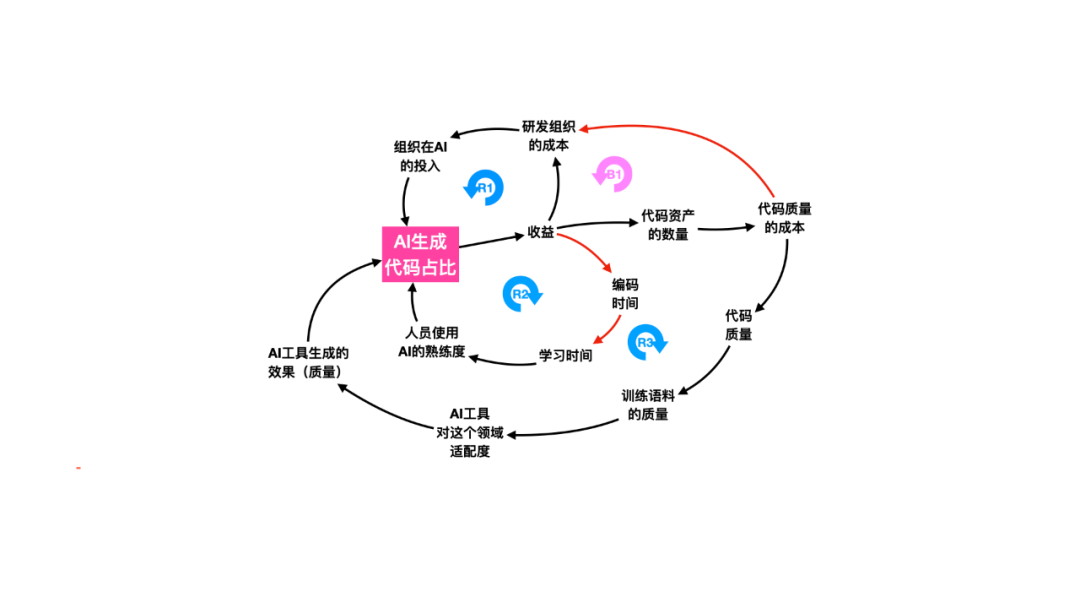 研发组织
的成本
组织在AI
的投入
R1
B1
代码资产
的数量
代码质量
的成本
收益
AI生成
代码占比
R2
编码
时间
代码
质量
人员使用
AI的熟练度
学习时间
R3
AI工具生成的
效果（质量）
训练语料
的质量
AI工具
对这个领域
适配度